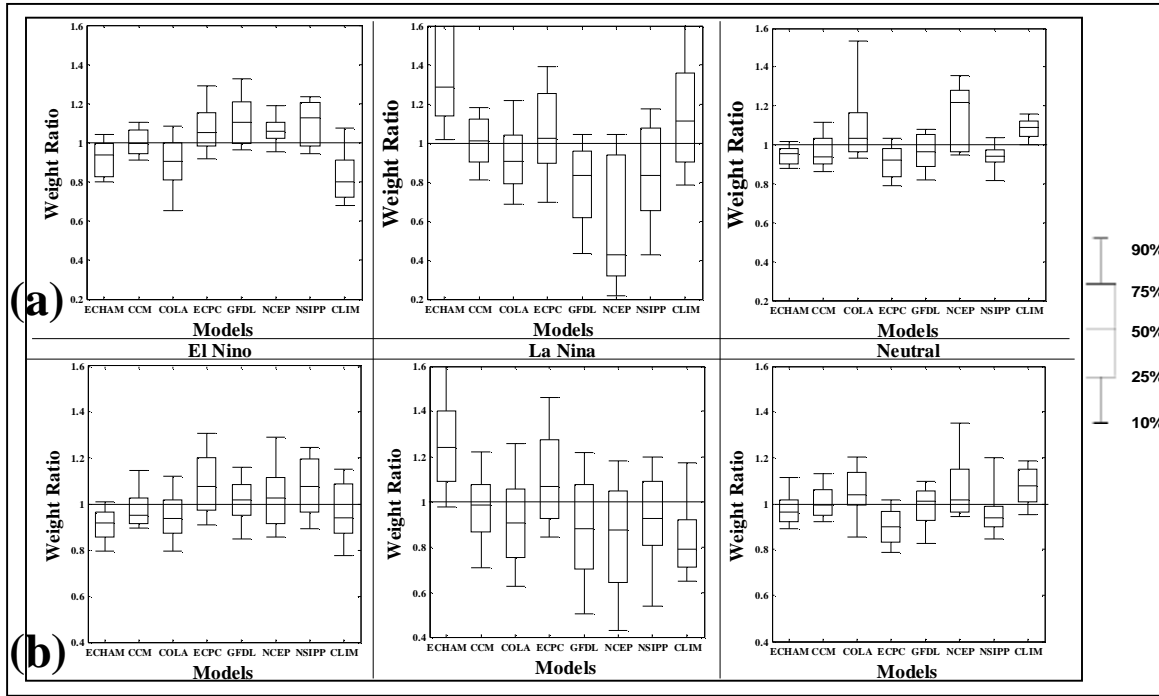 1.6 1.4 1.2 1 0.8 0.6 0.4 0.2
Weight Ratio
ECHAM CCM COLA ECPC GFDL NCEP NSIPP CLIM
Models
1.6 1.4 1.2 1 0.8 0.6 0.4 0.2
Weight Ratio
ECHAM CCM COLA ECPC GFDL NCEP NSIPP CLIM
Models
1.6 1.4 1.2 1 0.8 0.6 0.4 0.2
Weight Ratio
ECHAM CCM COLA ECPC GFDL NCEP NSIPP CLIM
Models
(a)
El Nino La Nina Neutral
1.6 1.4 1.2 1 0.8 0.6 0.4
Weight Ratio
ECHAM CCM COLA ECPC GFDL NCEP NSIPP CLIM
Models
1.6 1.4 1.2 1 0.8 0.6 0.4
Weight Ratio
ECHAM CCM COLA ECPC GFDL NCEP NSIPP CLIM
Models
1.6 1.4 1.2 1 0.8 0.6 0.4
Weight Ratio
ECHAM CCM COLA ECPC GFDL NCEP NSIPP CLIM
Models
(b)
90%
75%
50%
25%
10%